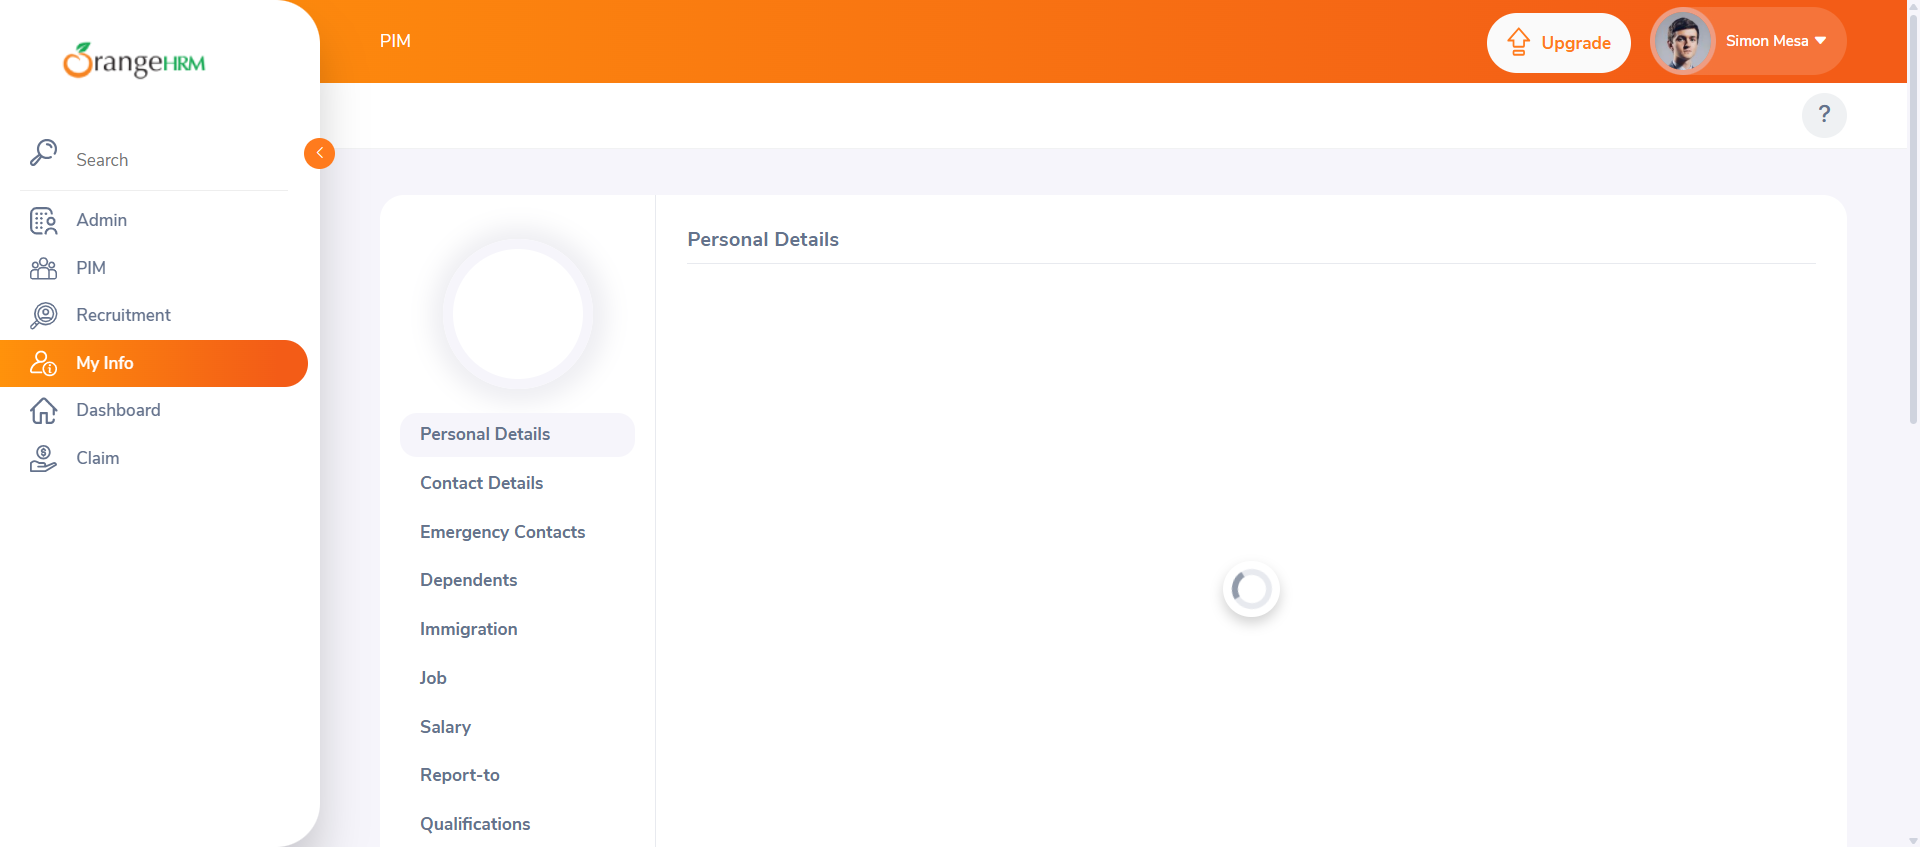 OrangeHRM
PIM
Upgrade
Simon Mesa
?
Search
Admin
PIM
Recruitment
My Info
Dashboard
Claim
Personal Details
Contact Details
Emergency Contacts
Dependents
Immigration
Job
Salary
Report-to
Qualifications
Personal Details